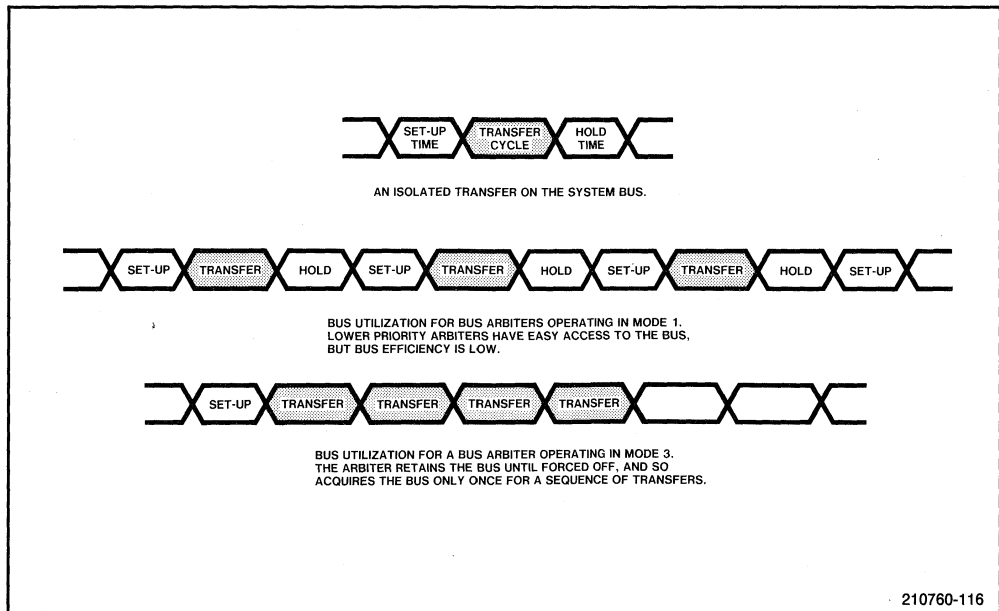 SET-UP TIME TRANSFER CYCLE HOLD TIME
AN ISOLATED TRANSFER ON THE SYSTEM BUS.
SET-UP TRANSFER HOLD SET-UP TRANSFER HOLD SET-UP TRANSFER HOLD SET-UP
BUS UTILIZATION FOR BUS ARBITERS OPERATING IN MODE 1.
LOWER PRIORITY ARBITERS HAVE EASY ACCESS TO THE BUS,
BUT BUS EFFICIENCY IS LOW.
SET-UP TRANSFER TRANSFER TRANSFER TRANSFER
BUS UTILIZATION FOR A BUS ARBITER OPERATING IN MODE 3.
THE ARBITER RETAINS THE BUS UNTIL FORCED OFF, AND SO
ACQUIRES THE BUS ONLY ONCE FOR A SEQUENCE OF TRANSFERS.
210760-116